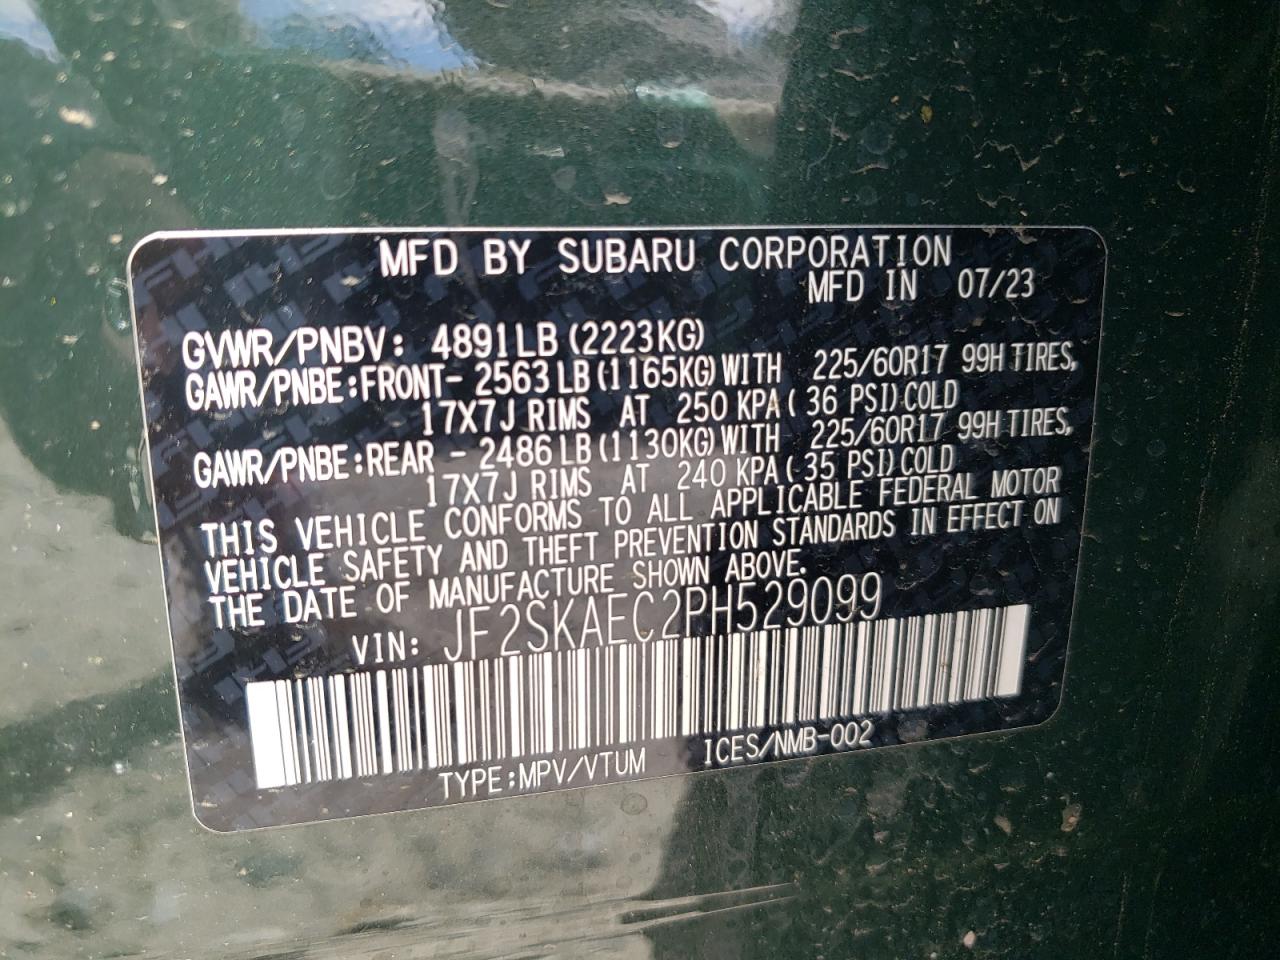 MFD BY SUBARU CORPORATION
MFD IN 07/23
GVWR/PNBV: 4891LB (2223KG)
GAWR/PNBE:FRONT- 2563 LB (1165KG) WITH 225/60R17 99H TIRES,
17X7J RIMS AT 250 KPA ( 36 PSI) COLD
GAWR/PNBE:REAR - 2486 LB (1130KG) WITH 225/60R17 99H TIRES,
17X7J RIMS AT 240 KPA ( 35 PSI) COLD
THIS VEHICLE CONFORMS TO ALL APPLICABLE FEDERAL MOTOR
VEHICLE SAFETY AND THEFT PREVENTION STANDARDS IN EFFECT ON
THE DATE OF MANUFACTURE SHOWN ABOVE.
VIN: JF2SKAEC2PH529099
TYPE:MPV/VTUM ICES/NMB-002